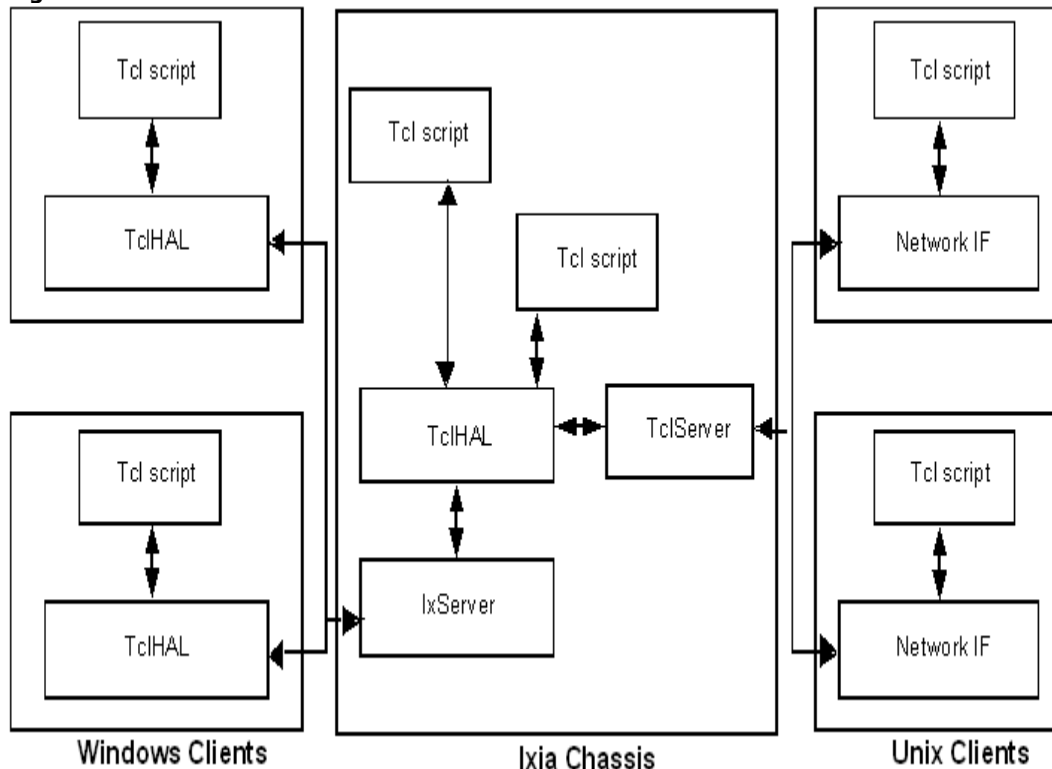 Tcl script
TclHAL
Tcl script
TclHAL
Windows Clients
Tcl script
Tcl script
TclHAL
TclServer
IxServer
Ixia Chassis
Tcl script
Network IF
Tcl script
Network IF
Unix Clients